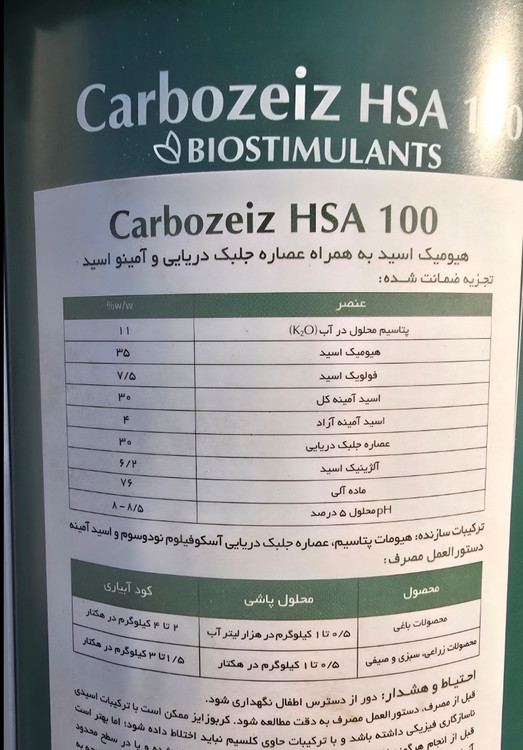 Carbozeiz HSA 100
BIOSTIMULANTS
Carbozeiz HSA 100
هیومیک اسید به همراه عصاره جلبک دریایی و آمینو اسید
تجزیه ضمانت شده:
عنصر %w/w
پتاسیم محلول در آب (K₂O) ۱۱
هیومیک اسید ۳۵
فولویک اسید ۷/۵
اسید آمینه کل ۳۰
اسید آمینه آزاد ۴
عصاره جلبک دریایی ۳۰
آلژینیک اسید ۶/۲
ماده آلی ۷۶
pH محلول ۵ درصد ۸ - ۸/۵
ترکیبات سازنده: هیومات پتاسیم، عصاره جلبک دریایی آسکوفیلوم نودوسوم و اسید آمینه
دستورالعمل مصرف:
محصول محلول پاشی کود آبیاری
محصولات باغی ۰/۵ تا ۱ کیلوگرم در هزار لیتر آب ۲ تا ۴ کیلوگرم در هکتار
محصولات زراعی، سبزی و صیفی ۰/۵ تا ۱ کیلوگرم در هکتار ۱/۵ تا ۳ کیلوگرم در هکتار
احتیاط و هشدار: دور از دسترس اطفال نگهداری شود.
قبل از مصرف، دستورالعمل مصرف به دقت مطالعه شود. کربوزایز ممکن است با ترکیبات اسیدی
ناسازگاری فیزیکی داشته باشد و با ترکیبات حاوی کلسیم نباید اختلاط داده شود؛ اما بهتر است
قبل از انجام و یا در سطح محدود